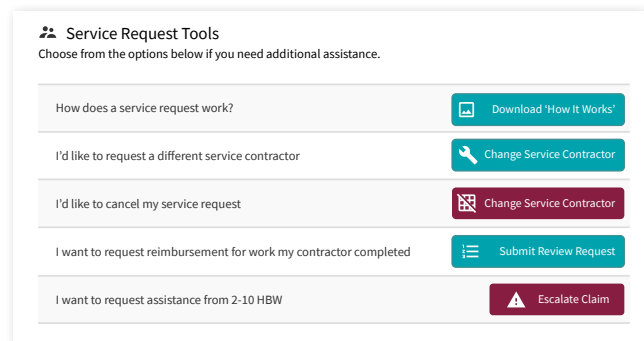 Service Request Tools
Choose from the options below if you need additional assistance.
How does a service request work?
Download ‘How It Works’
I’d like to request a different service contractor
Change Service Contractor
I’d like to cancel my service request
Change Service Contractor
I want to request reimbursement for work my contractor completed
Submit Review Request
I want to request assistance from 2-10 HBW
Escalate Claim